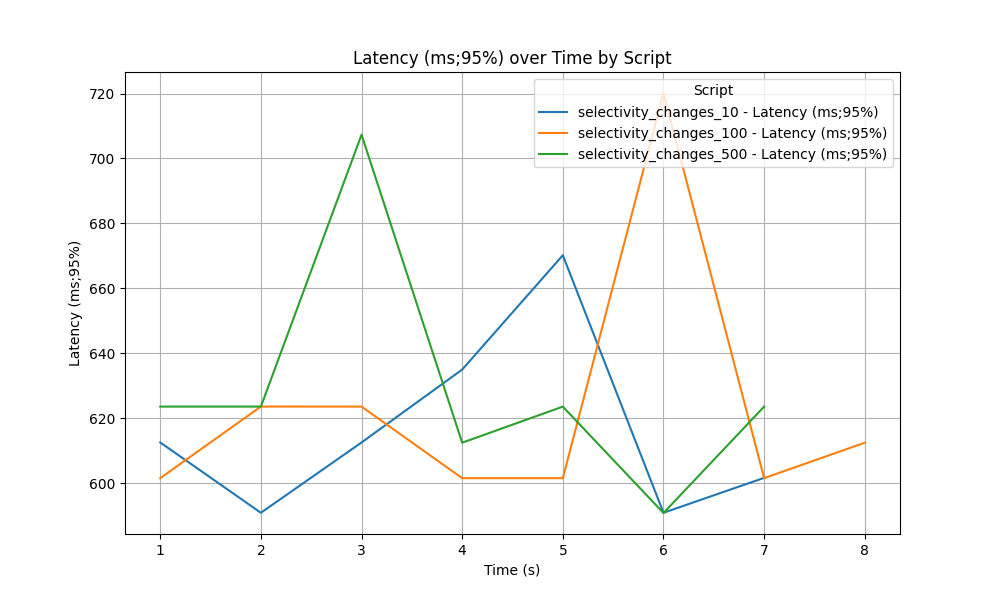 Latency (ms;95%) over Time by Script
Script
selectivity_changes_10 - Latency (ms;95%)
selectivity_changes_100 - Latency (ms;95%)
selectivity_changes_500 - Latency (ms;95%)
Latency (ms;95%)
720
700
680
660
640
620
600
1 2 3 4 5 6 7 8
Time (s)